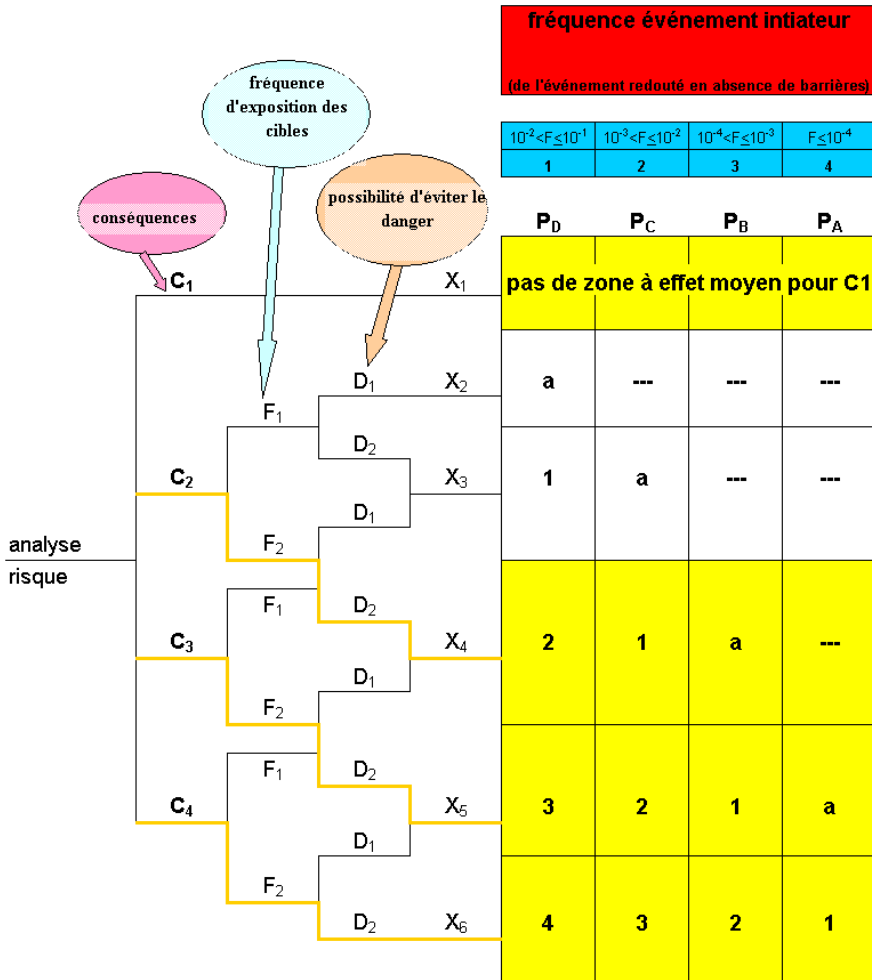 fréquence événement intiateur
(de l'événement redouté en absence de barrières)
fréquence
d'exposition des
cibles
10⁻²<F≤10⁻¹ 10⁻³<F≤10⁻² 10⁻⁴<F≤10⁻³ F≤10⁻⁴
1 2 3 4
conséquences
possibilité d'éviter le
danger
P_D P_C P_B P_A
C₁ X₁ pas de zone à effet moyen pour C1
D₁ X₂ a --- --- ---
F₁
D₂
C₂ X₃ 1 a --- ---
D₁
analyse F₂
risque
F₁ D₂
C₃ X₄ 2 1 a ---
D₁
F₂
F₁ D₂
C₄ X₅ 3 2 1 a
D₁
F₂
D₂ X₆ 4 3 2 1